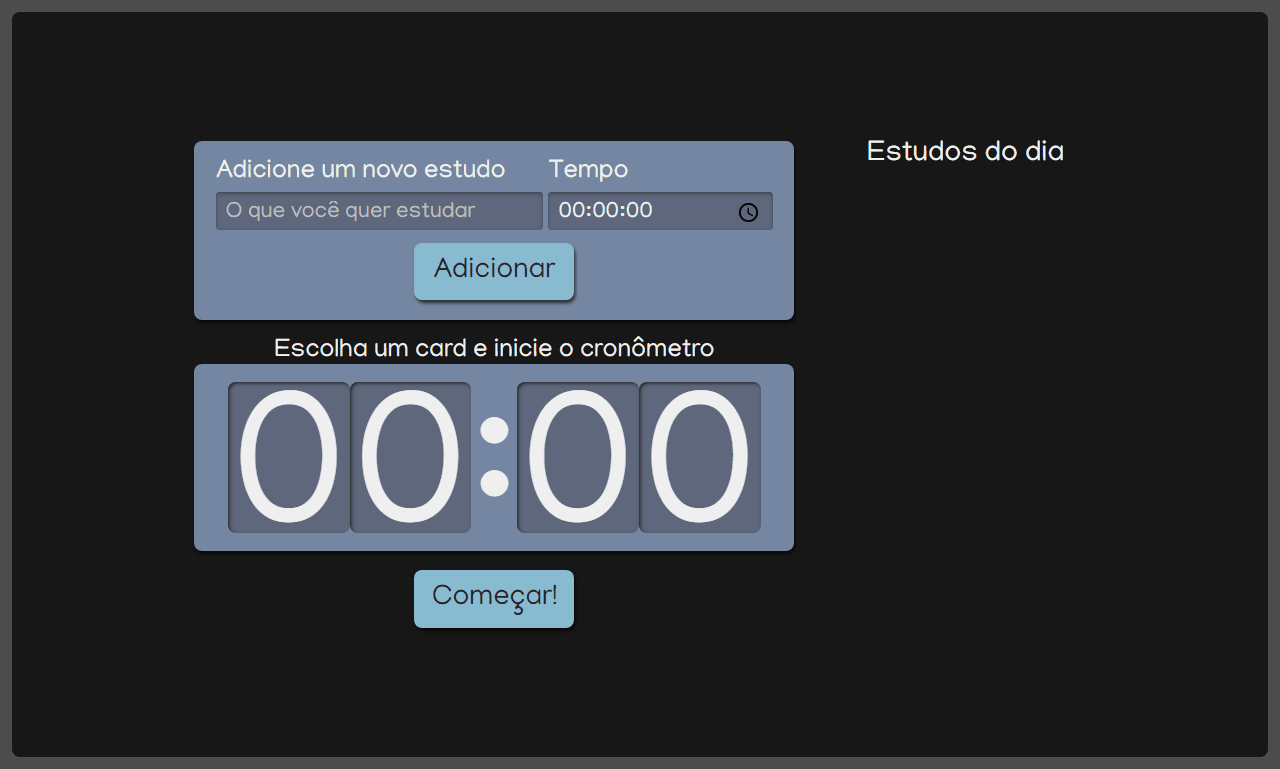 Adicione um novo estudo Tempo
O que você quer estudar 00:00:00
Adicionar
Escolha um card e inicie o cronômetro
00:00
Começar!
Estudos do dia